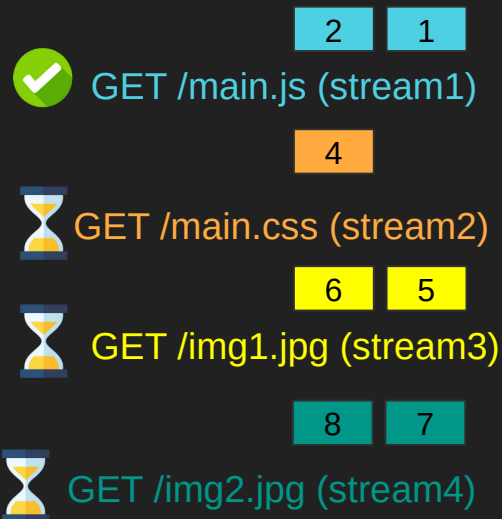 2 1
GET /main.js (stream1)
4
GET /main.css (stream2)
6 5
GET /img1.jpg (stream3)
8 7
GET /img2.jpg (stream4)